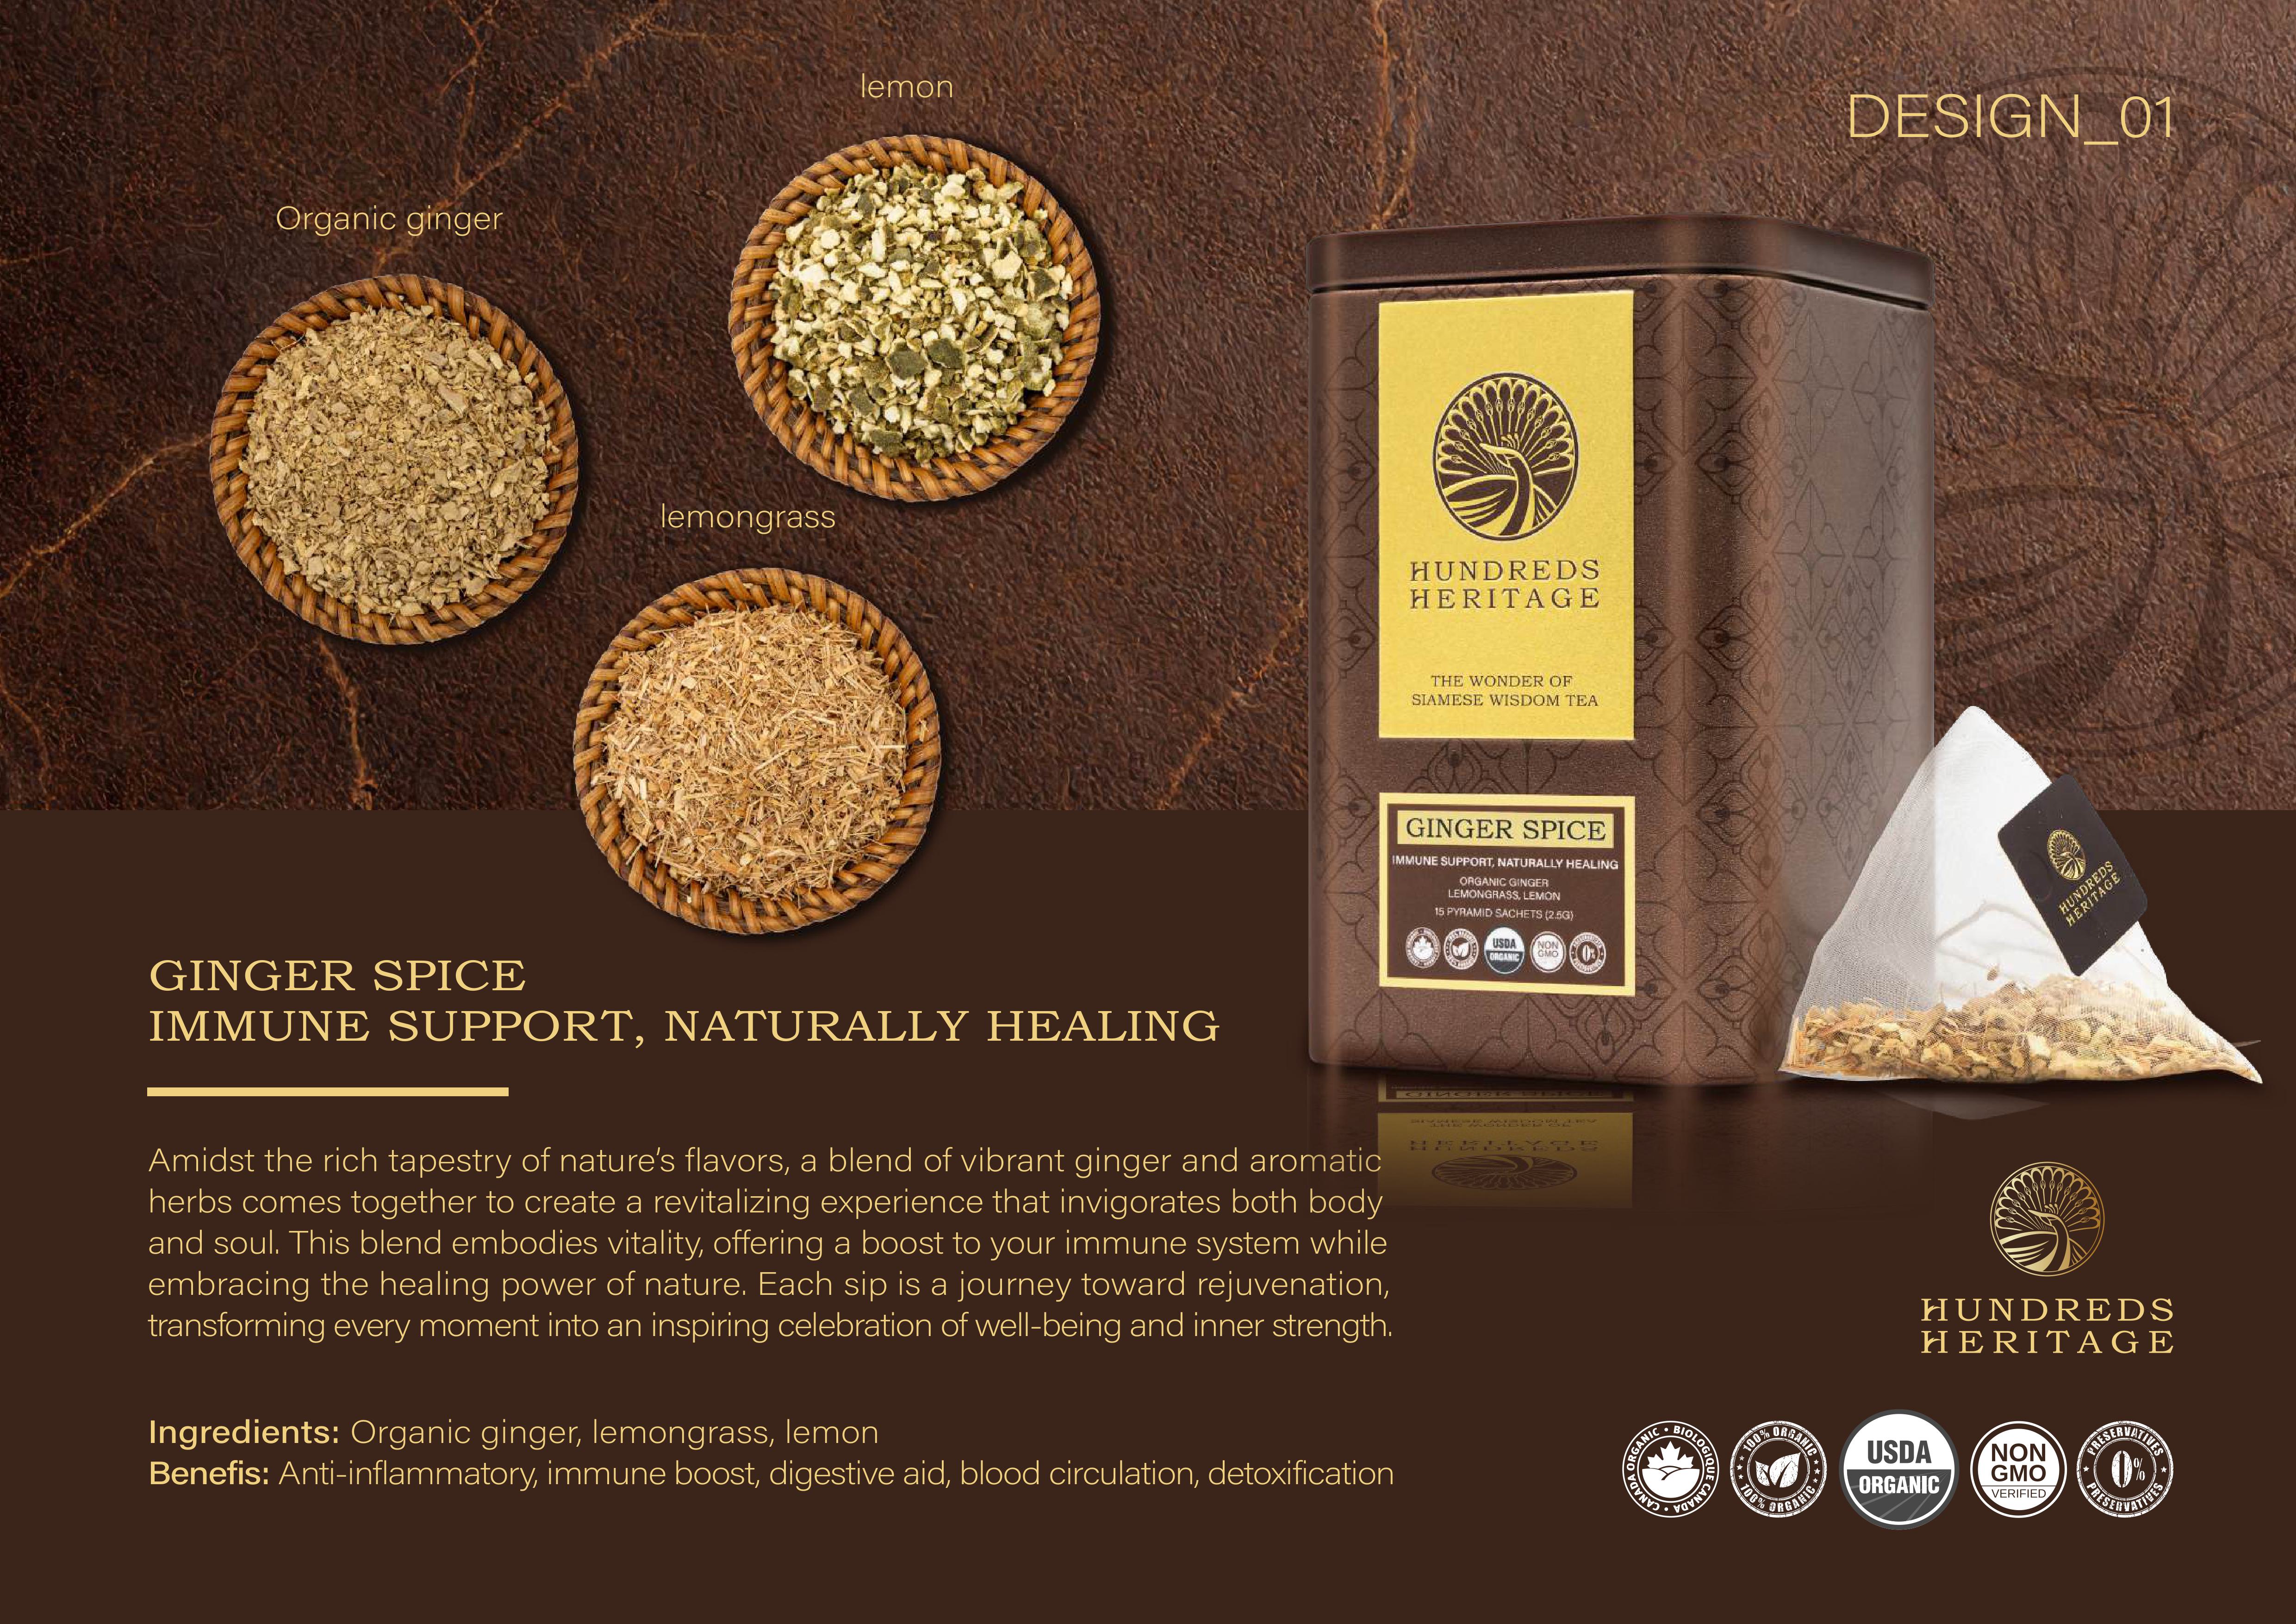 DESIGN_01
lemon
Organic ginger
lemongrass
HUNDREDS
HERITAGE
THE WONDER OF
SIAMESE WISDOM TEA
GINGER SPICE
IMMUNE SUPPORT, NATURALLY HEALING
ORGANIC GINGER
LEMONGRASS, LEMON
15 PYRAMID SACHETS (2.5G)
USDA
ORGANIC
NON
GMO
0%
HUNDREDS
HERITAGE
GINGER SPICE
IMMUNE SUPPORT, NATURALLY HEALING
Amidst the rich tapestry of nature’s flavors, a blend of vibrant ginger and aromatic
herbs comes together to create a revitalizing experience that invigorates both body
and soul. This blend embodies vitality, offering a boost to your immune system while
embracing the healing power of nature. Each sip is a journey toward rejuvenation,
transforming every moment into an inspiring celebration of well-being and inner strength.
Ingredients: Organic ginger, lemongrass, lemon
Benefis: Anti-inflammatory, immune boost, digestive aid, blood circulation, detoxification
HUNDREDS
HERITAGE
CANADA ORGANIC • BIOLOGIQUE CANADA •
100% ORGANIC
100% ORGANIC
USDA
ORGANIC
NON
GMO
VERIFIED
PRESERVATIVES
0%
PRESERVATIVES